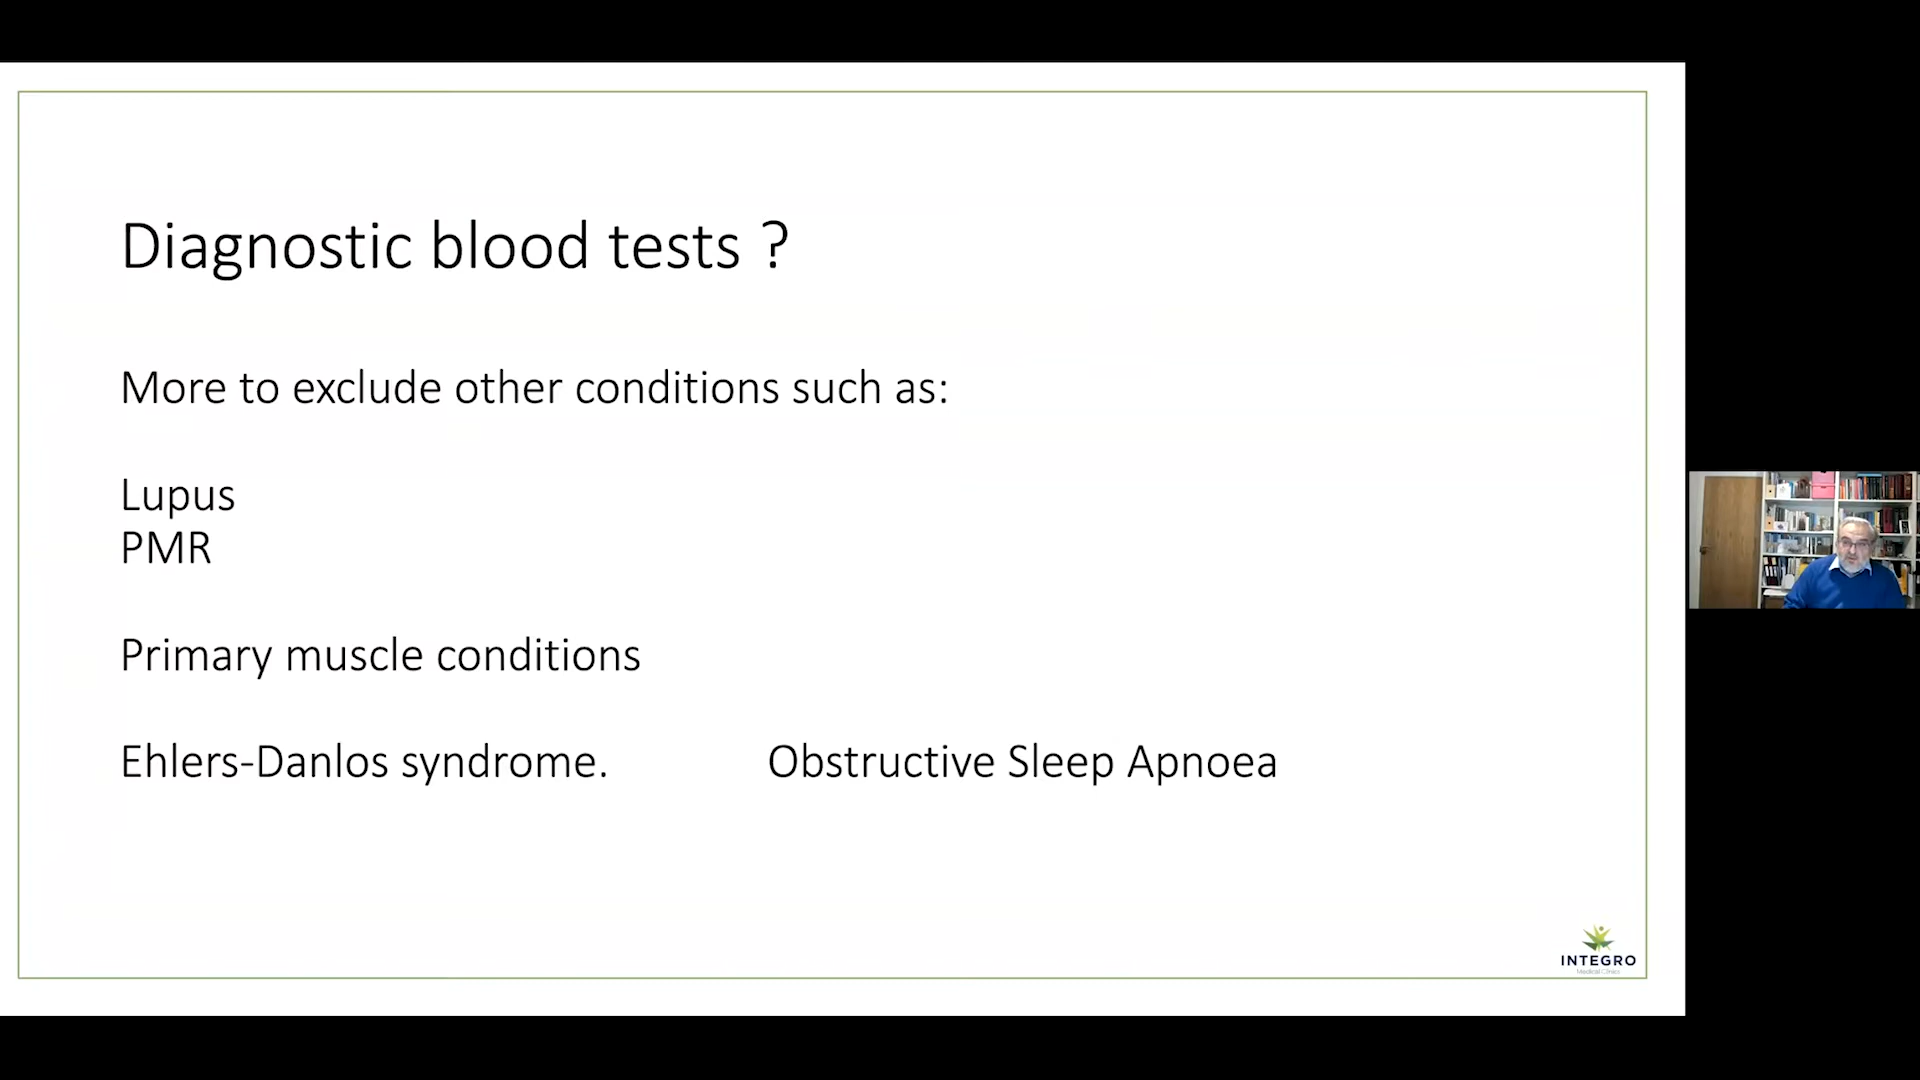 Diagnostic blood tests ?
More to exclude other conditions such as:
Lupus
PMR
Primary muscle conditions
Ehlers-Danlos syndrome. Obstructive Sleep Apnoea
INTEGRO
Medical Clinics